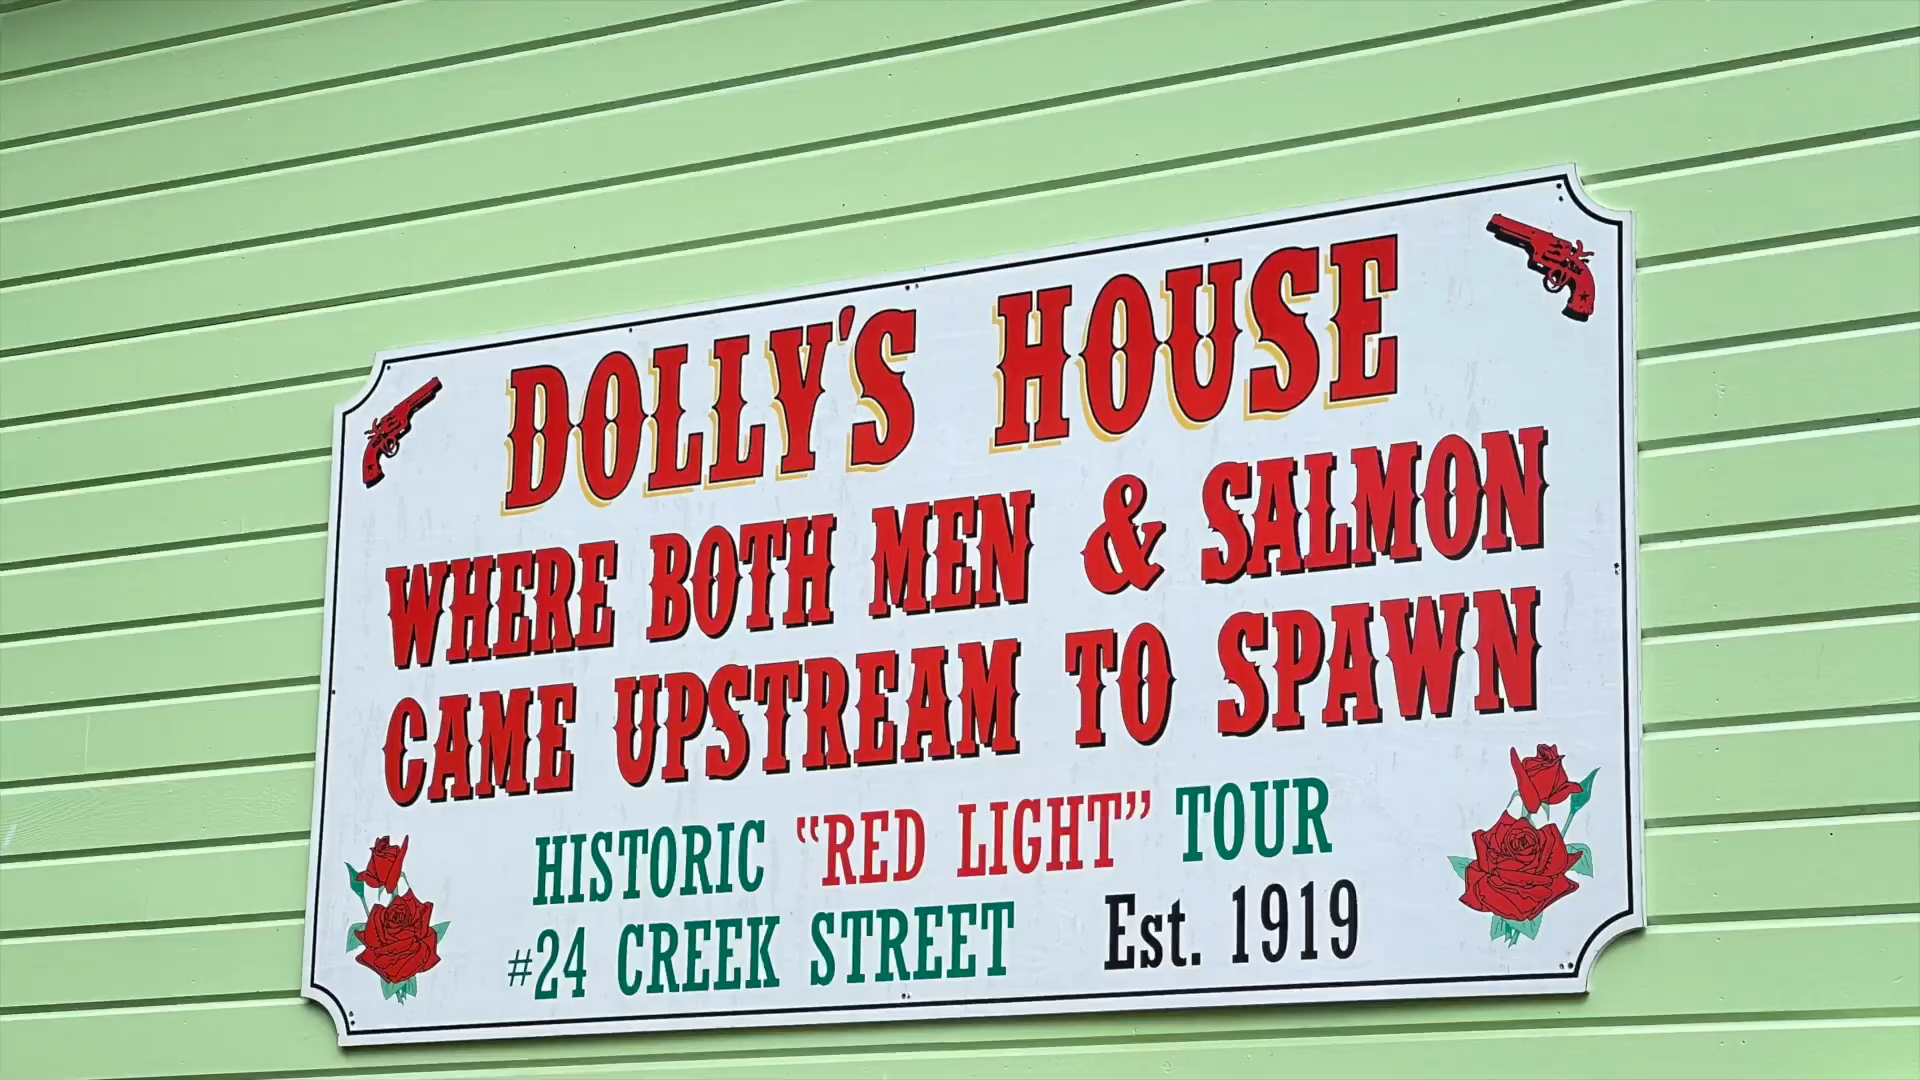 DOLLY'S HOUSE
WHERE BOTH MEN & SALMON
CAME UPSTREAM TO SPAWN
HISTORIC “RED LIGHT” TOUR
#24 CREEK STREET Est. 1919